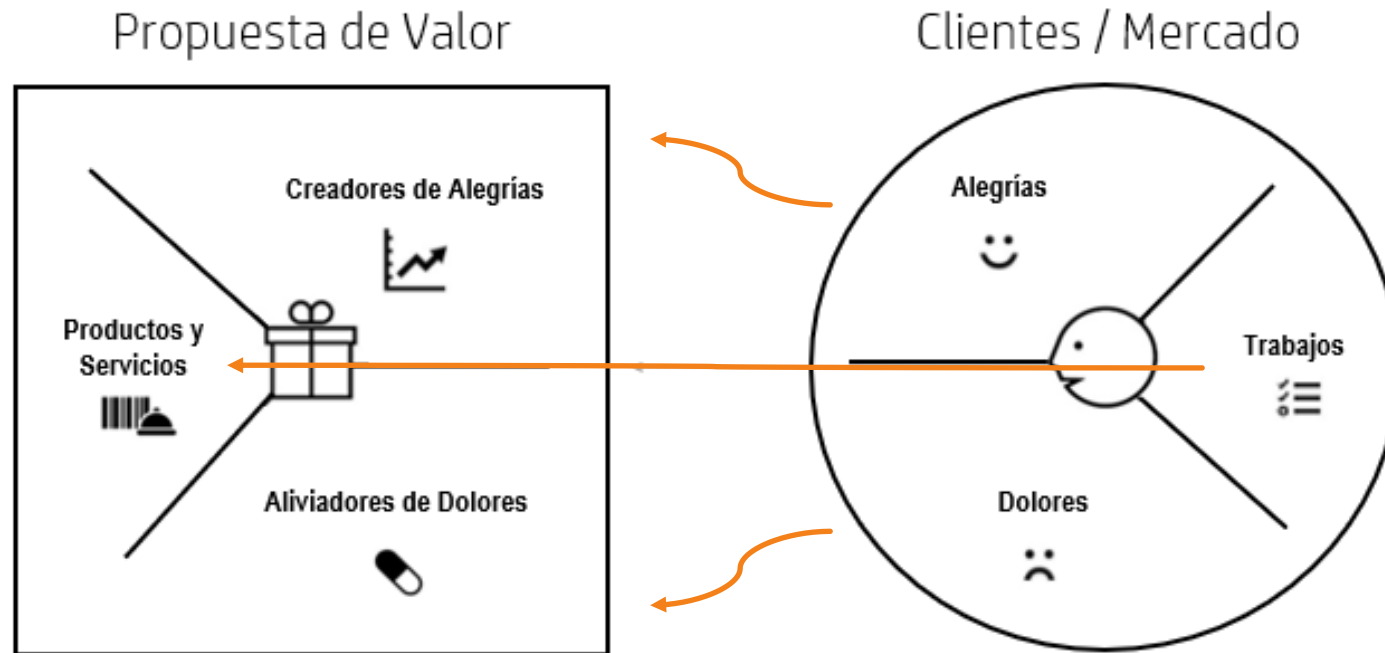 Propuesta de Valor
Clientes / Mercado
Creadores de Alegrías
Productos y
Servicios
Aliviadores de Dolores
Alegrías
Trabajos
Dolores